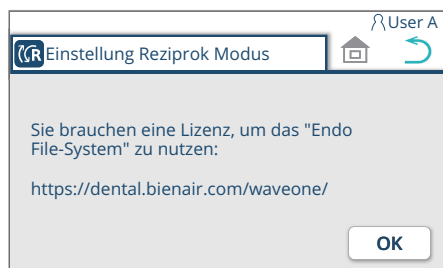 User A
R Einstellung Reziprok Modus
Sie brauchen eine Lizenz, um das "Endo
File-System" zu nutzen:
https://dental.bienair.com/waveone/
OK